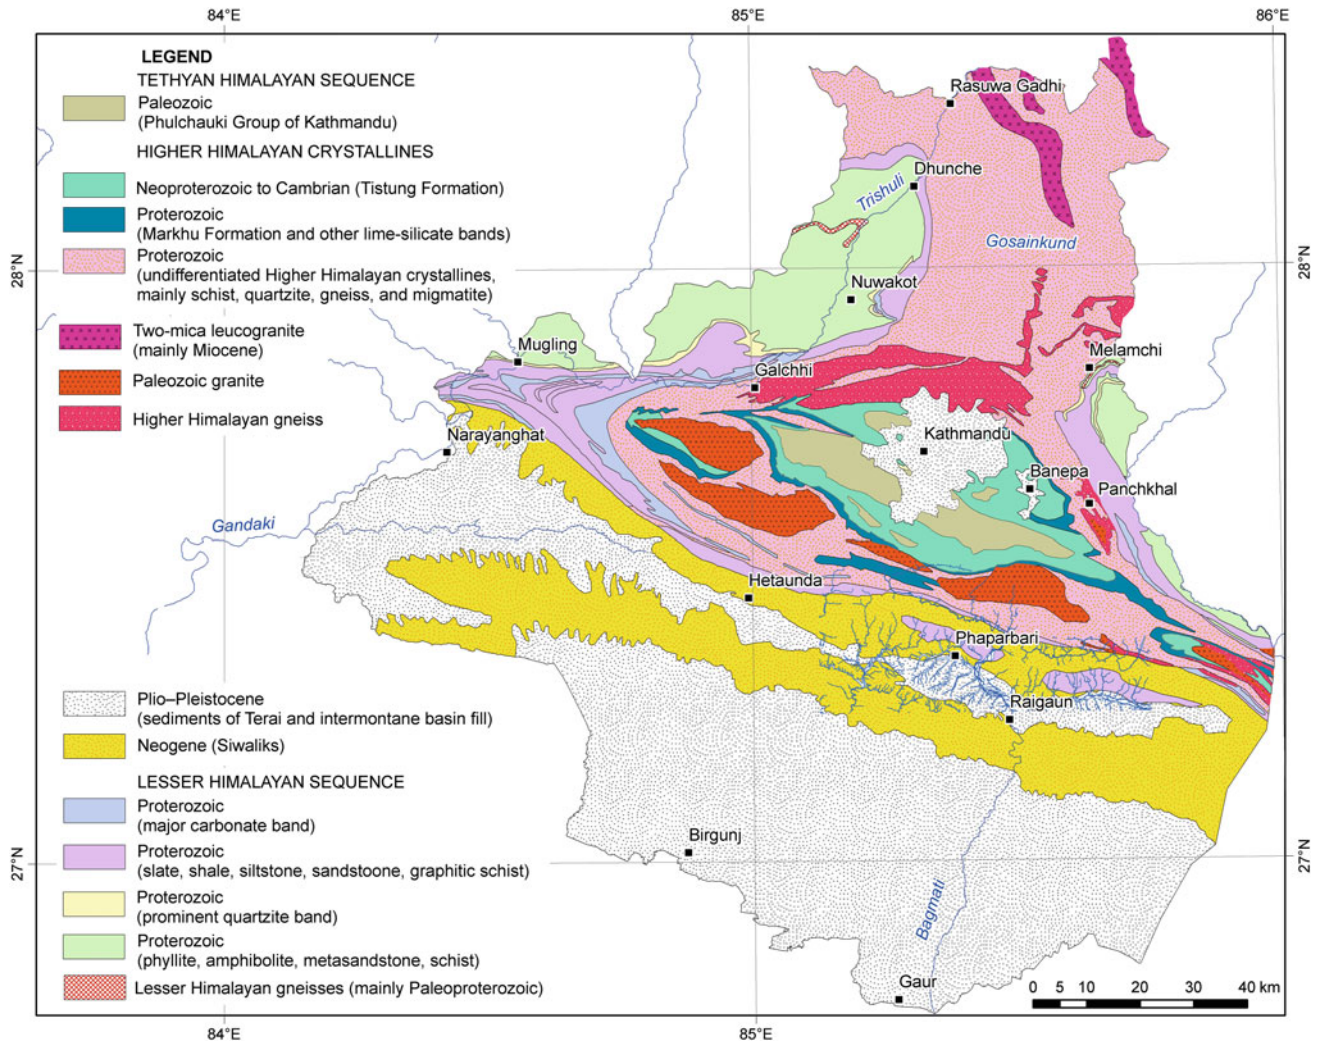 84°E
85°E
86°E
LEGEND
TETHYAN HIMALAYAN SEQUENCE
Paleozoic
(Phulchauki Group of Kathmandu)
HIGHER HIMALAYAN CRYSTALLINES
Neoproterozoic to Cambrian (Tistung Formation)
Proterozoic
(Markhu Formation and other lime-silicate bands)
Proterozoic
(undifferentiated Higher Himalayan crystallines,
mainly schist, quartzite, gneiss, and migmatite)
Two-mica leucogranite
(mainly Miocene)
Paleozoic granite
Higher Himalayan gneiss
Rasuwa Gadhi
Dhunche
Trishuli
Gosainkund
28°N
28°N
Nuwakot
Mugling
Melamchi
Galchhi
Narayanghat
Kathmandu
Banepa
Panchkhal
Gandaki
Hetaunda
Phaparbari
Raigaun
Plio–Pleistocene
(sediments of Terai and intermontane basin fill)
Neogene (Siwaliks)
LESSER HIMALAYAN SEQUENCE
Proterozoic
(major carbonate band)
Proterozoic
(slate, shale, siltstone, sandstoone, graphitic schist)
Proterozoic
(prominent quartzite band)
Proterozoic
(phyllite, amphibolite, metasandstone, schist)
Lesser Himalayan gneisses (mainly Paleoproterozoic)
Birgunj
27°N
27°N
Bagmati
Gaur
0 5 10 20 30 40 km
84°E
85°E
86°E